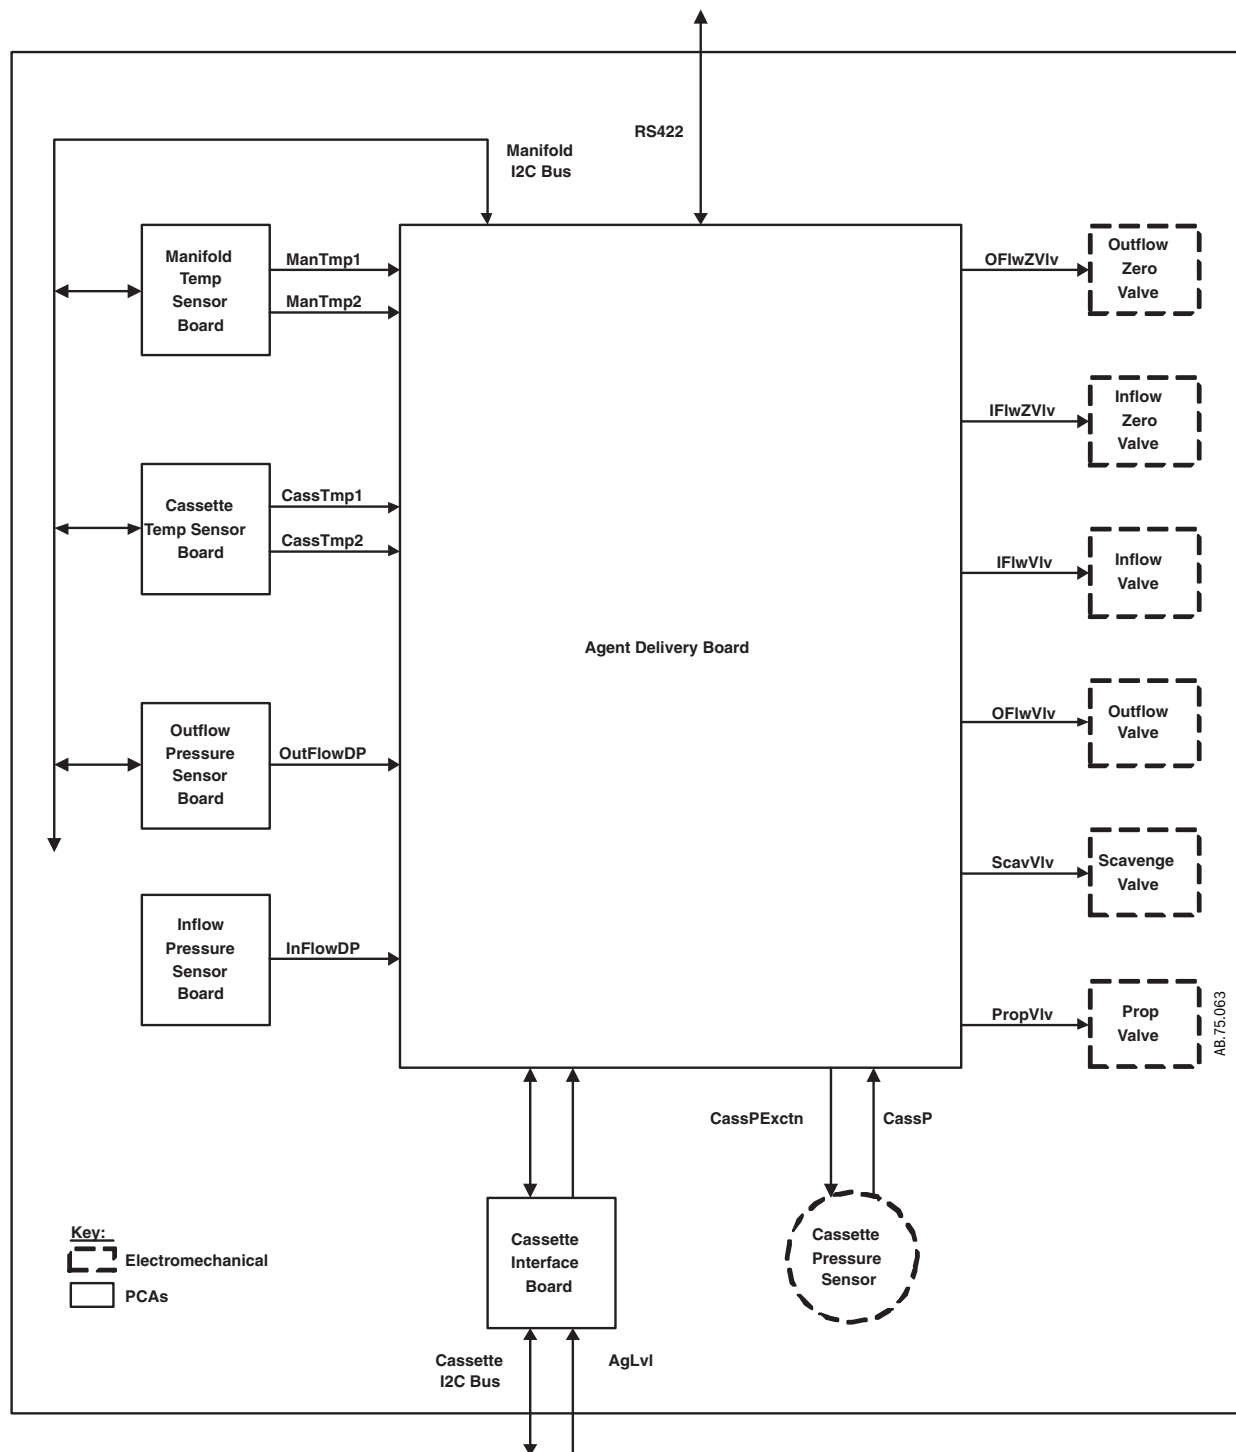 RS422
Manifold
I2C Bus
Manifold
Temp
Sensor
Board
ManTmp1
ManTmp2
Cassette
Temp Sensor
Board
CassTmp1
CassTmp2
Outflow
Pressure
Sensor
Board
OutFlowDP
Inflow
Pressure
Sensor
Board
InFlowDP
Agent Delivery Board
OFlwZVlv
Outflow
Zero
Valve
IFlwZVlv
Inflow
Zero
Valve
IFlwVlv
Inflow
Valve
OFlwVlv
Outflow
Valve
ScavVlv
Scavenge
Valve
PropVlv
Prop
Valve
AB.75.063
CassPExctn
CassP
Cassette
Interface
Board
Cassette
Pressure
Sensor
Key:
Electromechanical
PCAs
Cassette
I2C Bus
AgLvl